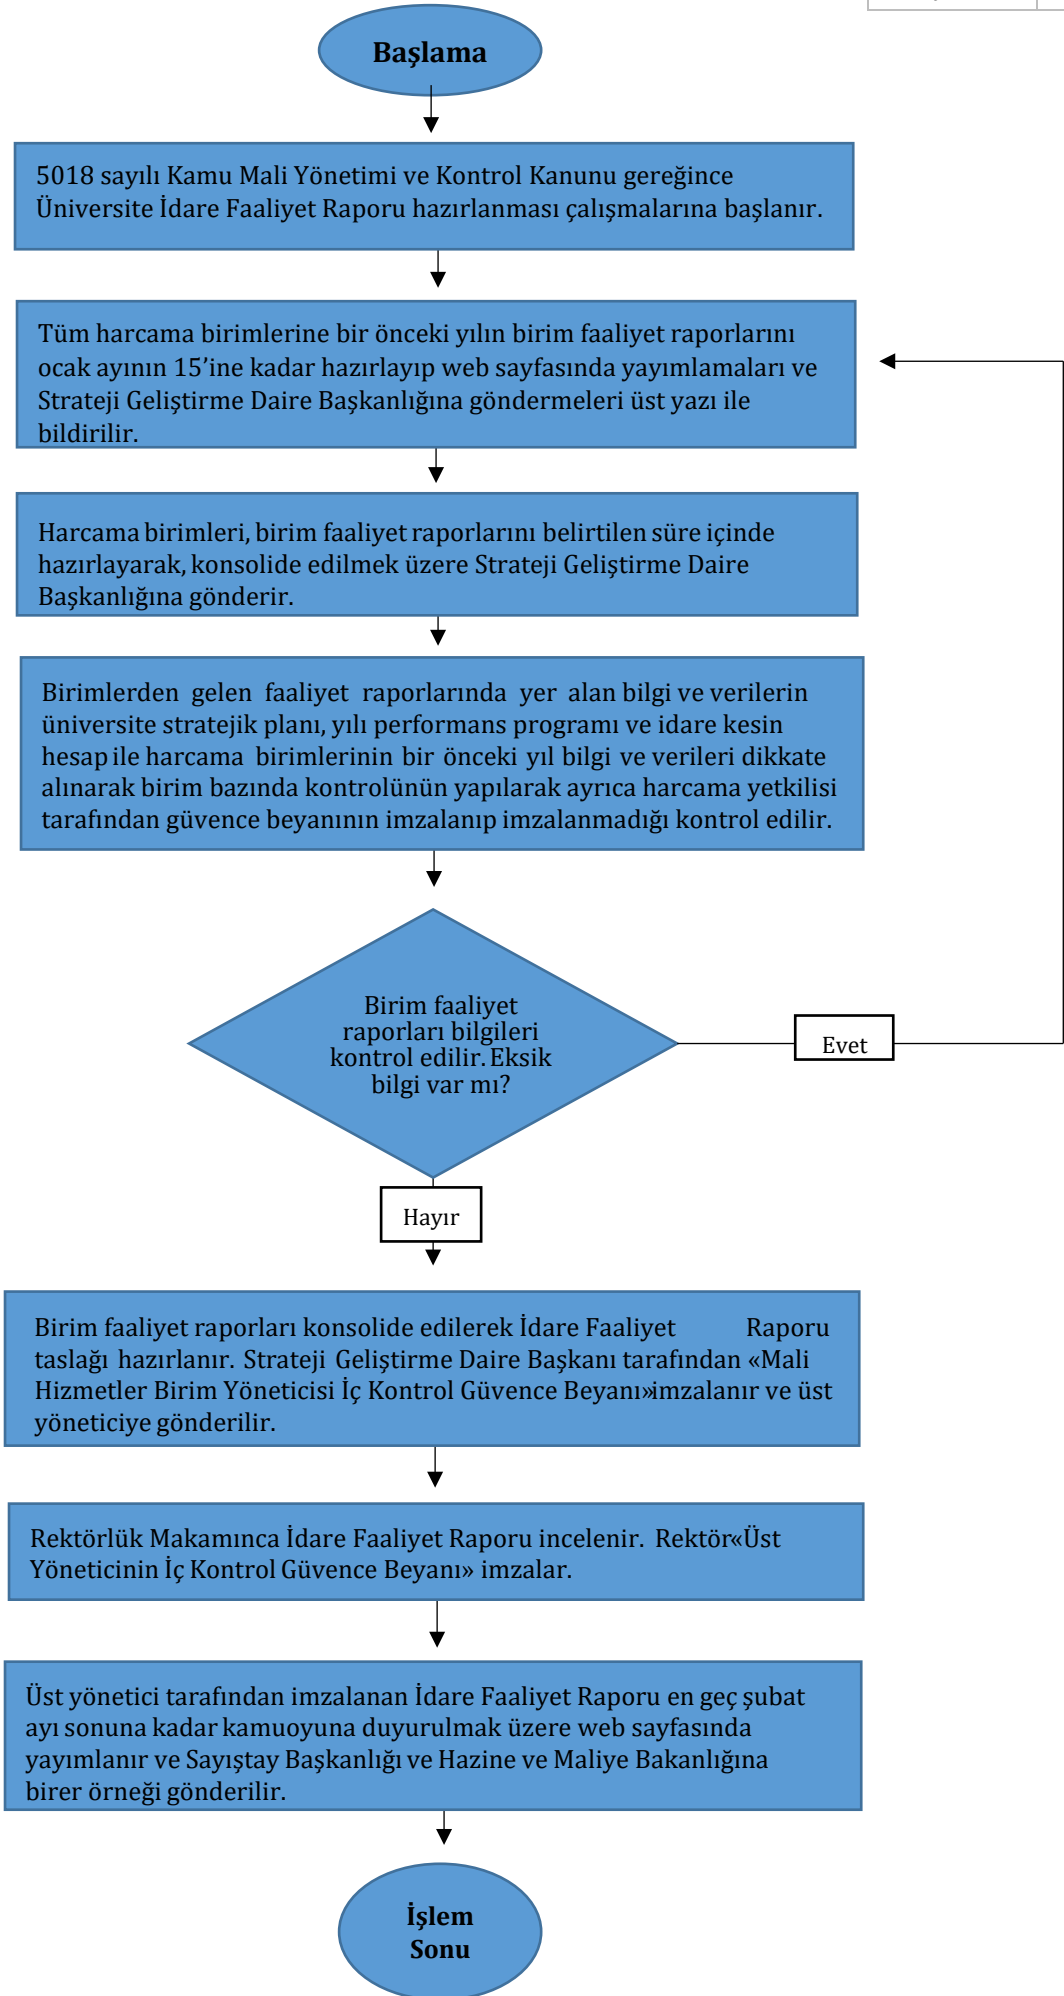 Başlama
5018 sayılı Kamu Mali Yönetimi ve Kontrol Kanunu gereğince
Üniversite İdare Faaliyet Raporu hazırlanması çalışmalarına başlanır.
Tüm harcama birimlerine bir önceki yılın birim faaliyet raporlarını
ocak ayının 15’ine kadar hazırlayıp web sayfasında yayımlamaları ve
Strateji Geliştirme Daire Başkanlığına göndermeleri üst yazı ile
bildirilir.
Harcama birimleri, birim faaliyet raporlarını belirtilen süre içinde
hazırlayarak, konsolide edilmek üzere Strateji Geliştirme Daire
Başkanlığına gönderir.
Birimlerden gelen faaliyet raporlarında yer alan bilgi ve verilerin
üniversite stratejik planı, yılı performans programı ve idare kesin
hesap ile harcama birimlerinin bir önceki yıl bilgi ve verileri dikkate
alınarak birim bazında kontrolünün yapılarak ayrıca harcama yetkilisi
tarafından güvence beyanının imzalanıp imzalanmadığı kontrol edilir.
Birim faaliyet
raporları bilgileri
kontrol edilir. Eksik
bilgi var mı?
Evet
Hayır
Birim faaliyet raporları konsolide edilerek İdare Faaliyet Raporu
taslağı hazırlanır. Strateji Geliştirme Daire Başkanı tarafından «Mali
Hizmetler Birim Yöneticisi İç Kontrol Güvence Beyanı»imzalanır ve üst
yöneticiye gönderilir.
Rektörlük Makamınca İdare Faaliyet Raporu incelenir. Rektör«Üst
Yöneticinin İç Kontrol Güvence Beyanı» imzalar.
Üst yönetici tarafından imzalanan İdare Faaliyet Raporu en geç şubat
ayı sonuna kadar kamuoyuna duyurulmak üzere web sayfasında
yayımlanır ve Sayıştay Başkanlığı ve Hazine ve Maliye Bakanlığına
birer örneği gönderilir.
İşlem
Sonu